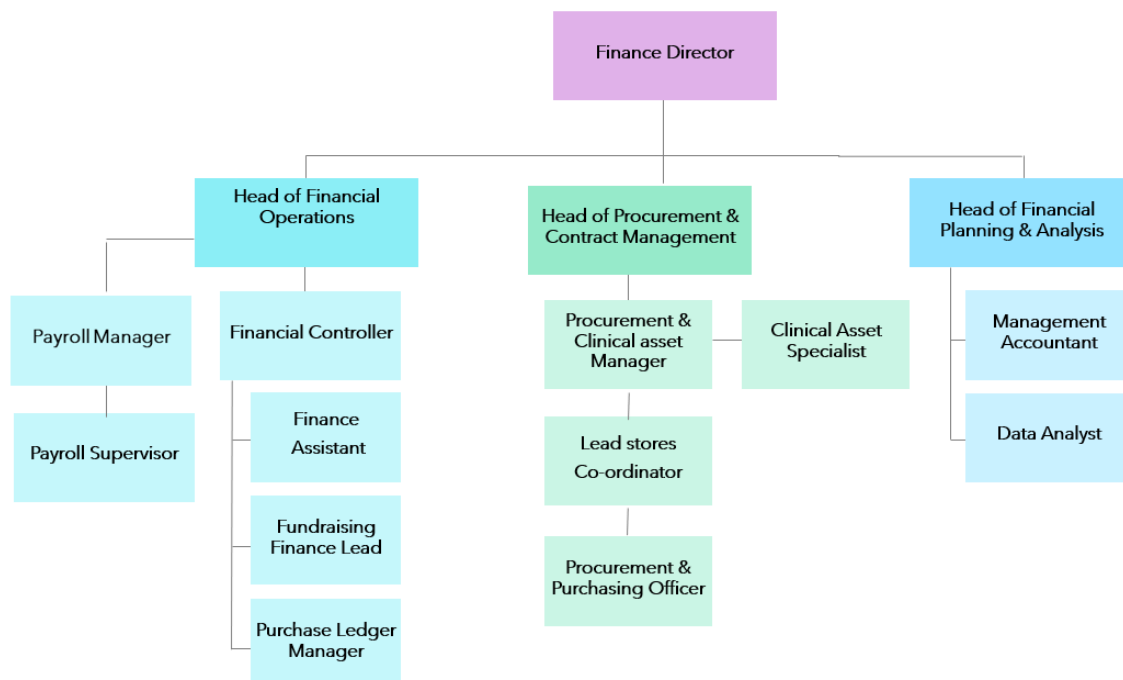 Finance Director
Head of Financial
Operations
Head of Procurement &
Contract Management
Head of Financial
Planning & Analysis
Payroll Manager
Financial Controller
Procurement &
Clinical asset
Manager
Clinical Asset
Specialist
Management
Accountant
Payroll Supervisor
Finance
Assistant
Lead stores
Co-ordinator
Data Analyst
Fundraising
Finance Lead
Procurement &
Purchasing Officer
Purchase Ledger
Manager